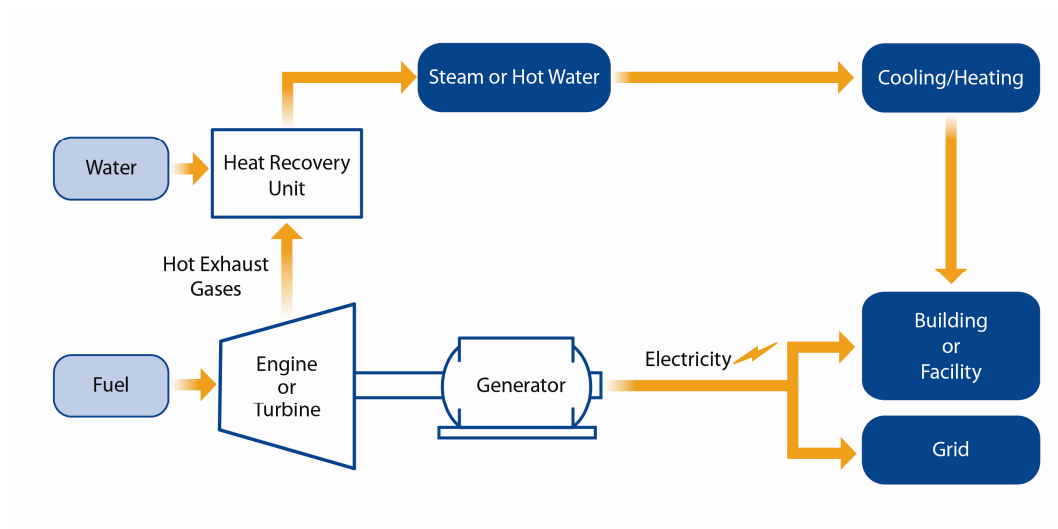 Steam or Hot Water
Cooling/Heating
Water
Heat Recovery
Unit
Hot Exhaust
Gases
Fuel
Engine
or
Turbine
Generator
Electricity
Building
or
Facility
Grid